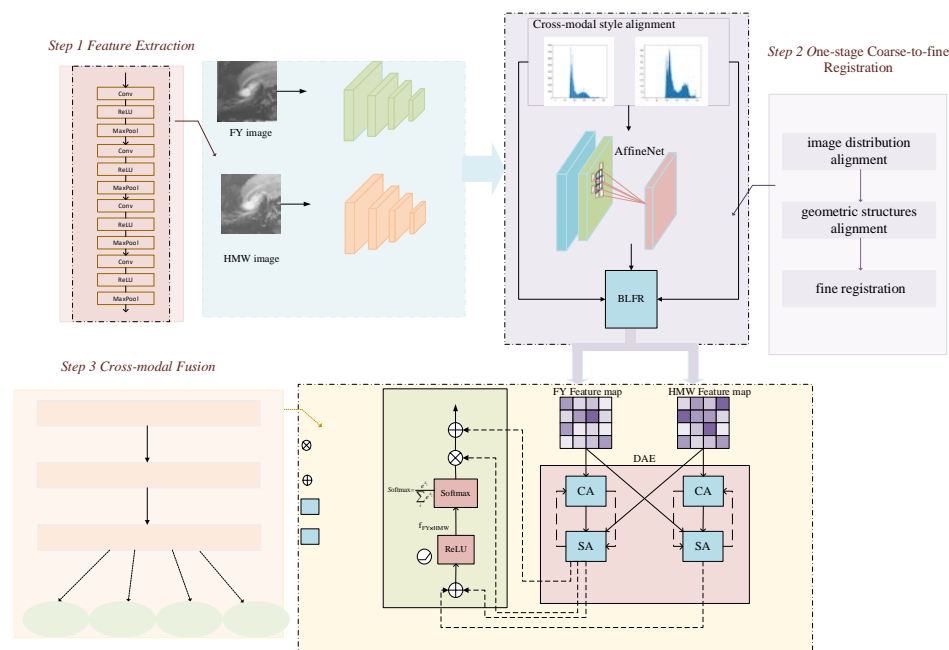 Step 1 Feature Extraction
Conv
ReLU
MaxPool
Conv
ReLU
MaxPool
Conv
ReLU
MaxPool
Conv
ReLU
MaxPool
FY image
HMW image
Cross-modal style alignment
AffineNet
BLFR
Step 2 One-stage Coarse-to-fine
Registration
image distribution
alignment
geometric structures
alignment
fine registration
Step 3 Cross-modal Fusion
Softmax
fFY×HMW
ReLU
FY Feature map
HMW Feature map
DAE
CA
CA
SA
SA